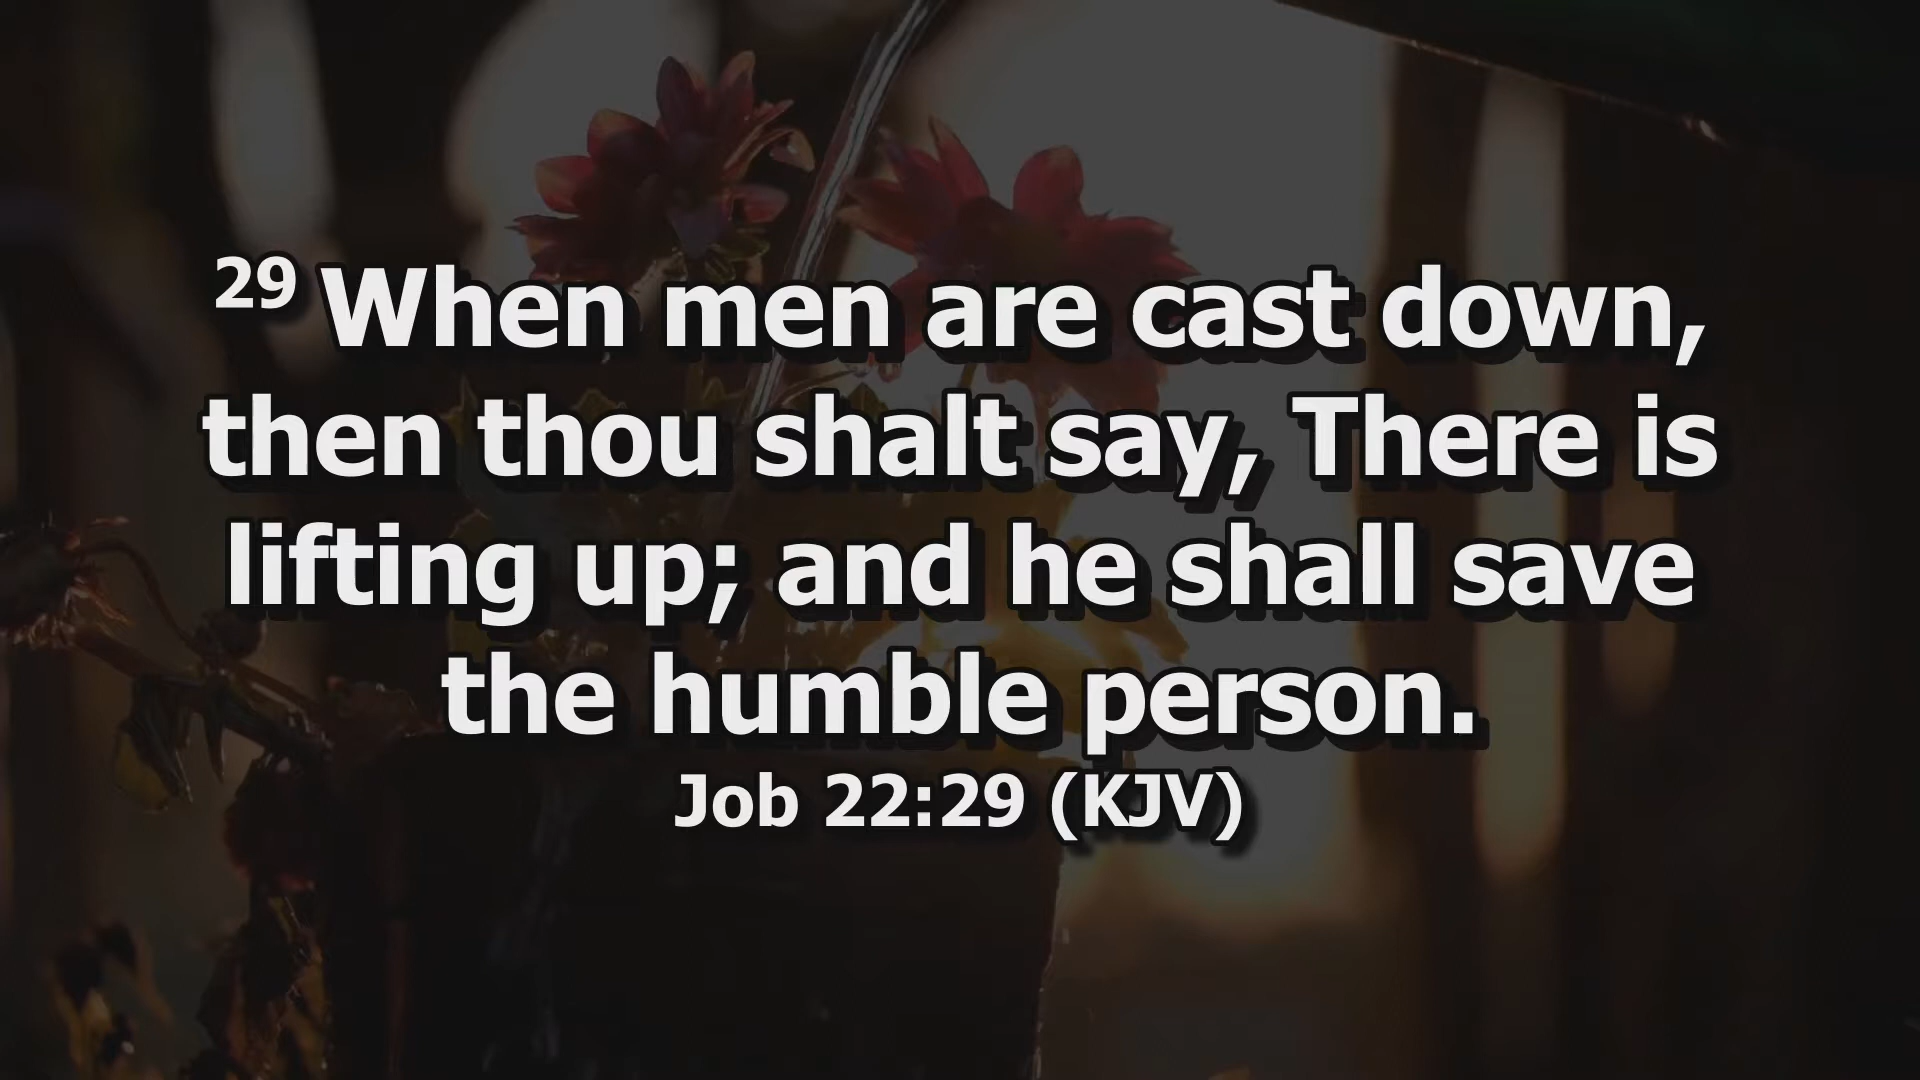 29 When men are cast down,
then thou shalt say, There is
lifting up; and he shall save
the humble person.
Job 22:29 (KJV)